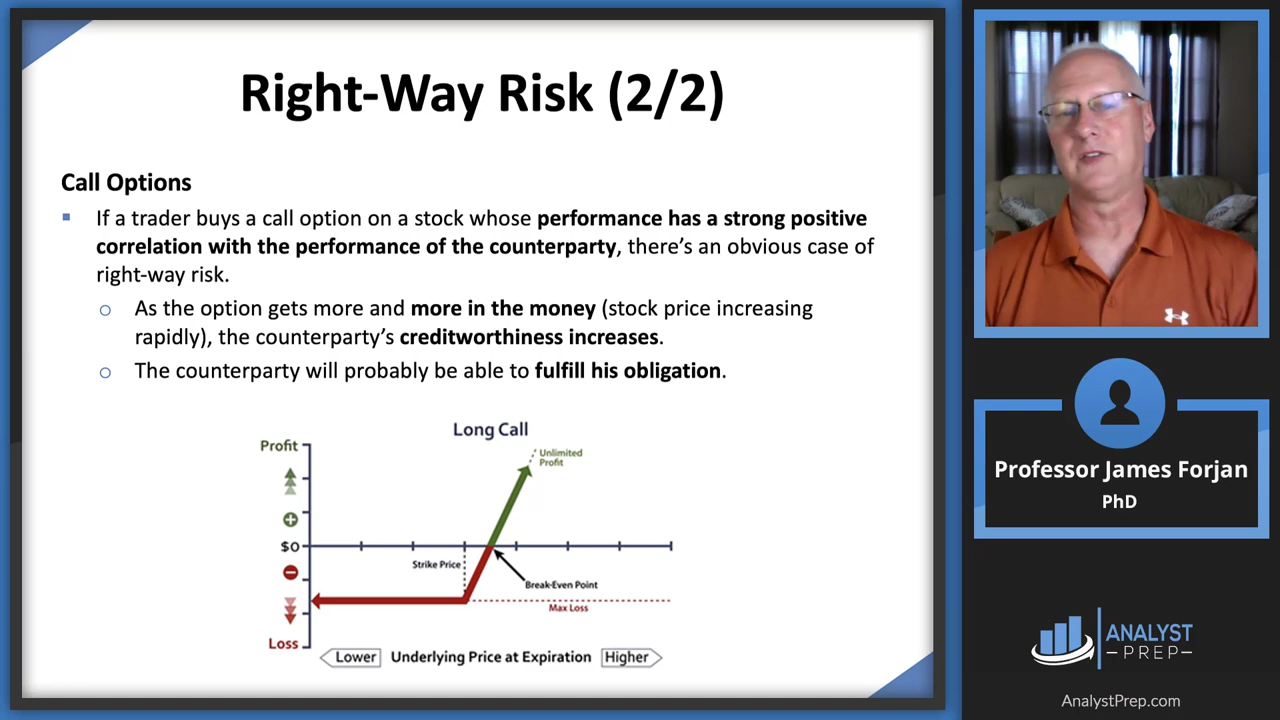 Right-Way Risk (2/2)
Call Options
▪ If a trader buys a call option on a stock whose performance has a strong positive
correlation with the performance of the counterparty, there's an obvious case of
right-way risk.
o As the option gets more and more in the money (stock price increasing
rapidly), the counterparty's creditworthiness increases.
o The counterparty will probably be able to fulfill his obligation.
Long Call
Profit
Unlimited
Profit
$0
Strike Price
Break-Even Point
Max Loss
Loss
Lower Underlying Price at Expiration Higher
Professor James Forjan
PhD
ANALYST
–PREP–
AnalystPrep.com